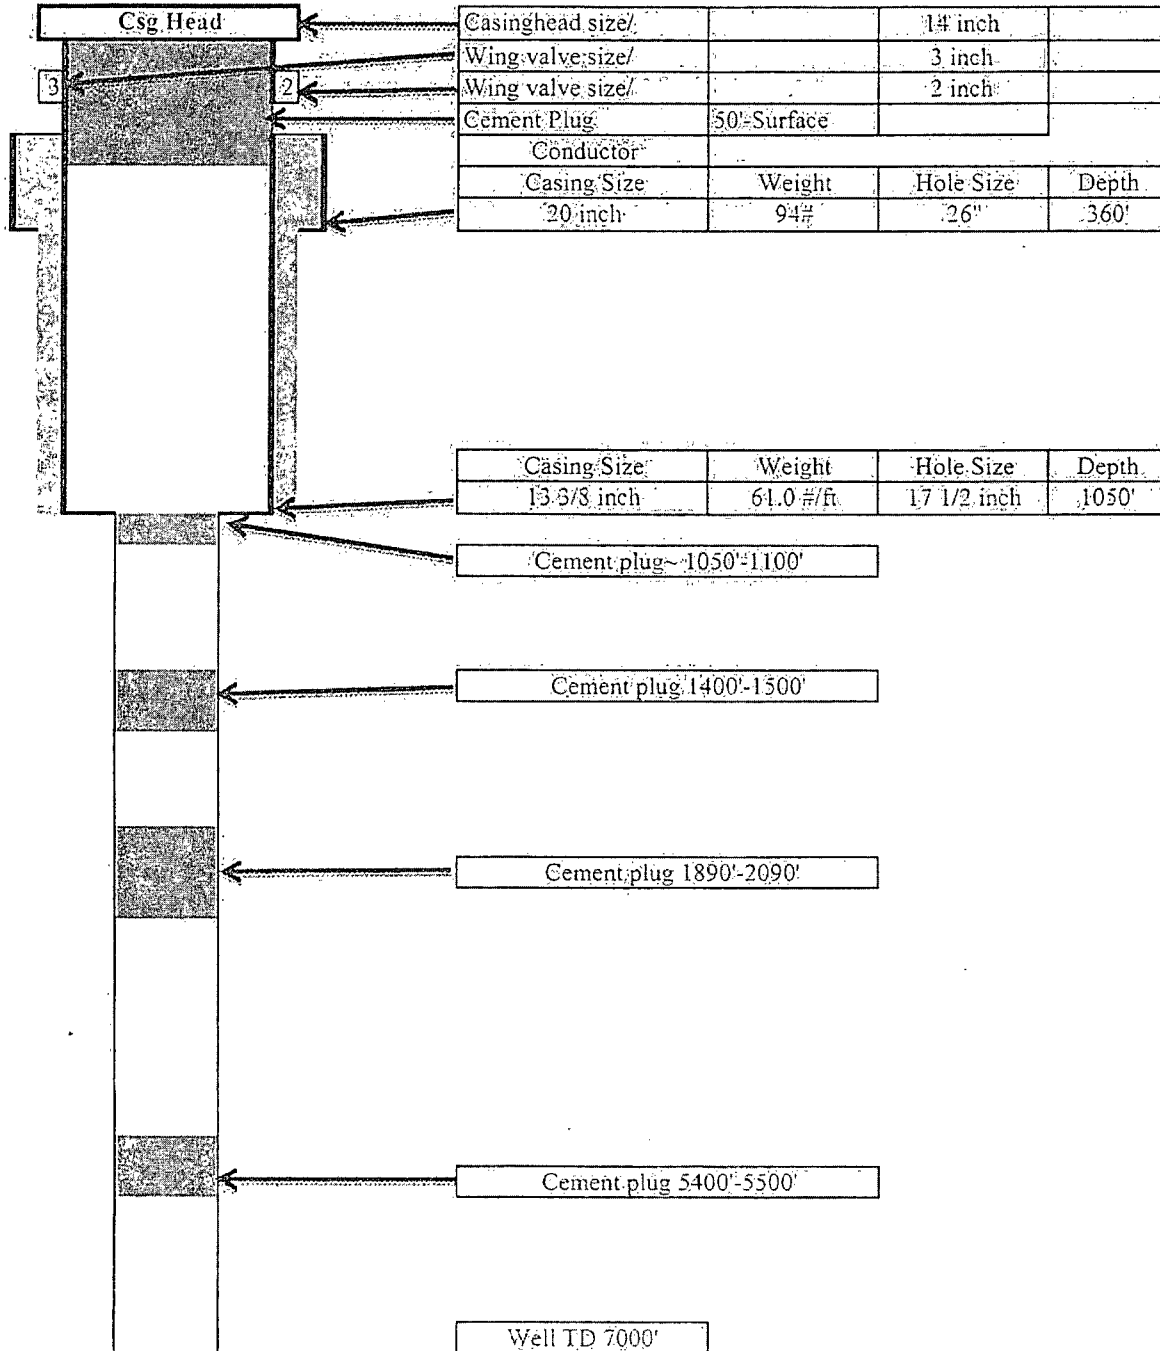 Csg Head
Casinghead size/ 14 inch
Wing valve size/ 3 inch
3
2
Wing valve size/ 2 inch
Cement Plug 50'-Surface
Conductor
Casing Size Weight Hole Size Depth
20 inch 94# 26" 360'
Casing Size Weight Hole Size Depth
13 3/8 inch 61.0 #/ft 17 1/2 inch 1050'
Cement plug~ 1050'-1100'
Cement plug 1400'-1500'
Cement plug 1890'-2090'
Cement plug 5400'-5500'
Well TD 7000'